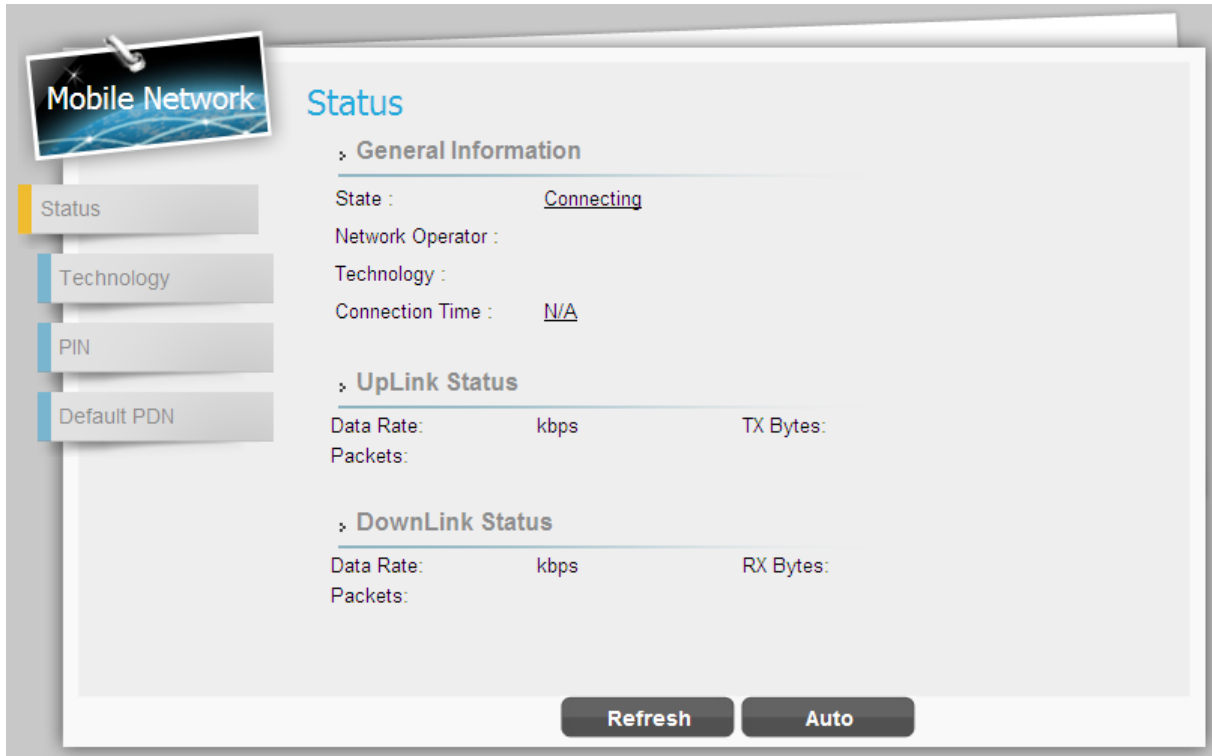 Mobile Network
Status
Technology
PIN
Default PDN
Status
General Information
State : Connecting
Network Operator :
Technology :
Connection Time : N/A
UpLink Status
Data Rate: kbps TX Bytes:
Packets:
DownLink Status
Data Rate: kbps RX Bytes:
Packets:
Refresh Auto